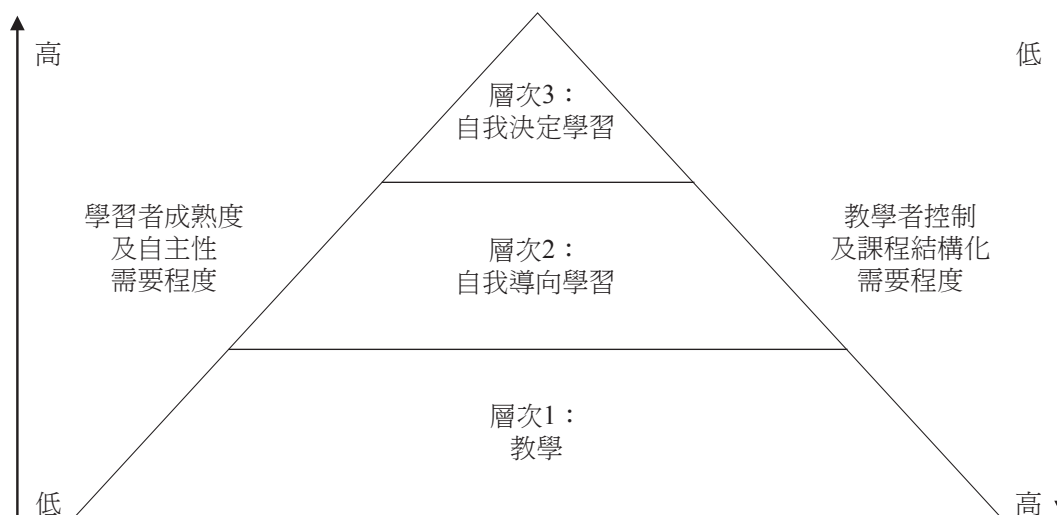 高
低
層次3：
自我決定學習
學習者成熟度
及自主性
需要程度
教學者控制
及課程結構化
需要程度
層次2：
自我導向學習
層次1：
教學
低
高